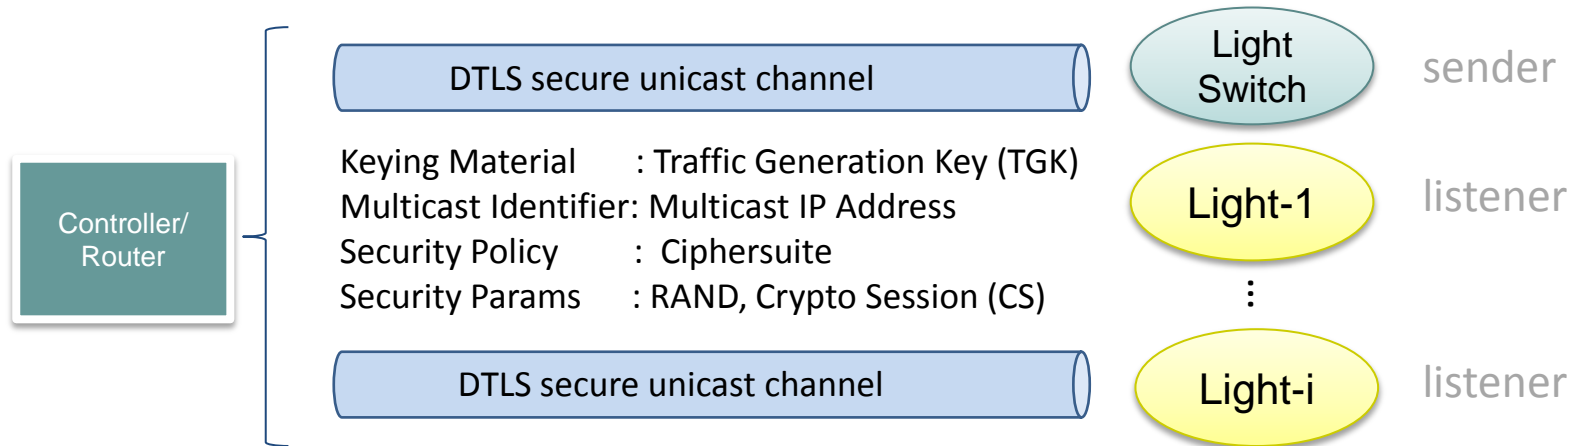 DTLS secure unicast channel
Light
Switch
sender
Controller/
Router
Keying Material : Traffic Generation Key (TGK)
Multicast Identifier: Multicast IP Address
Security Policy : Ciphersuite
Security Params : RAND, Crypto Session (CS)
Light-1
listener
...
DTLS secure unicast channel
Light-i
listener